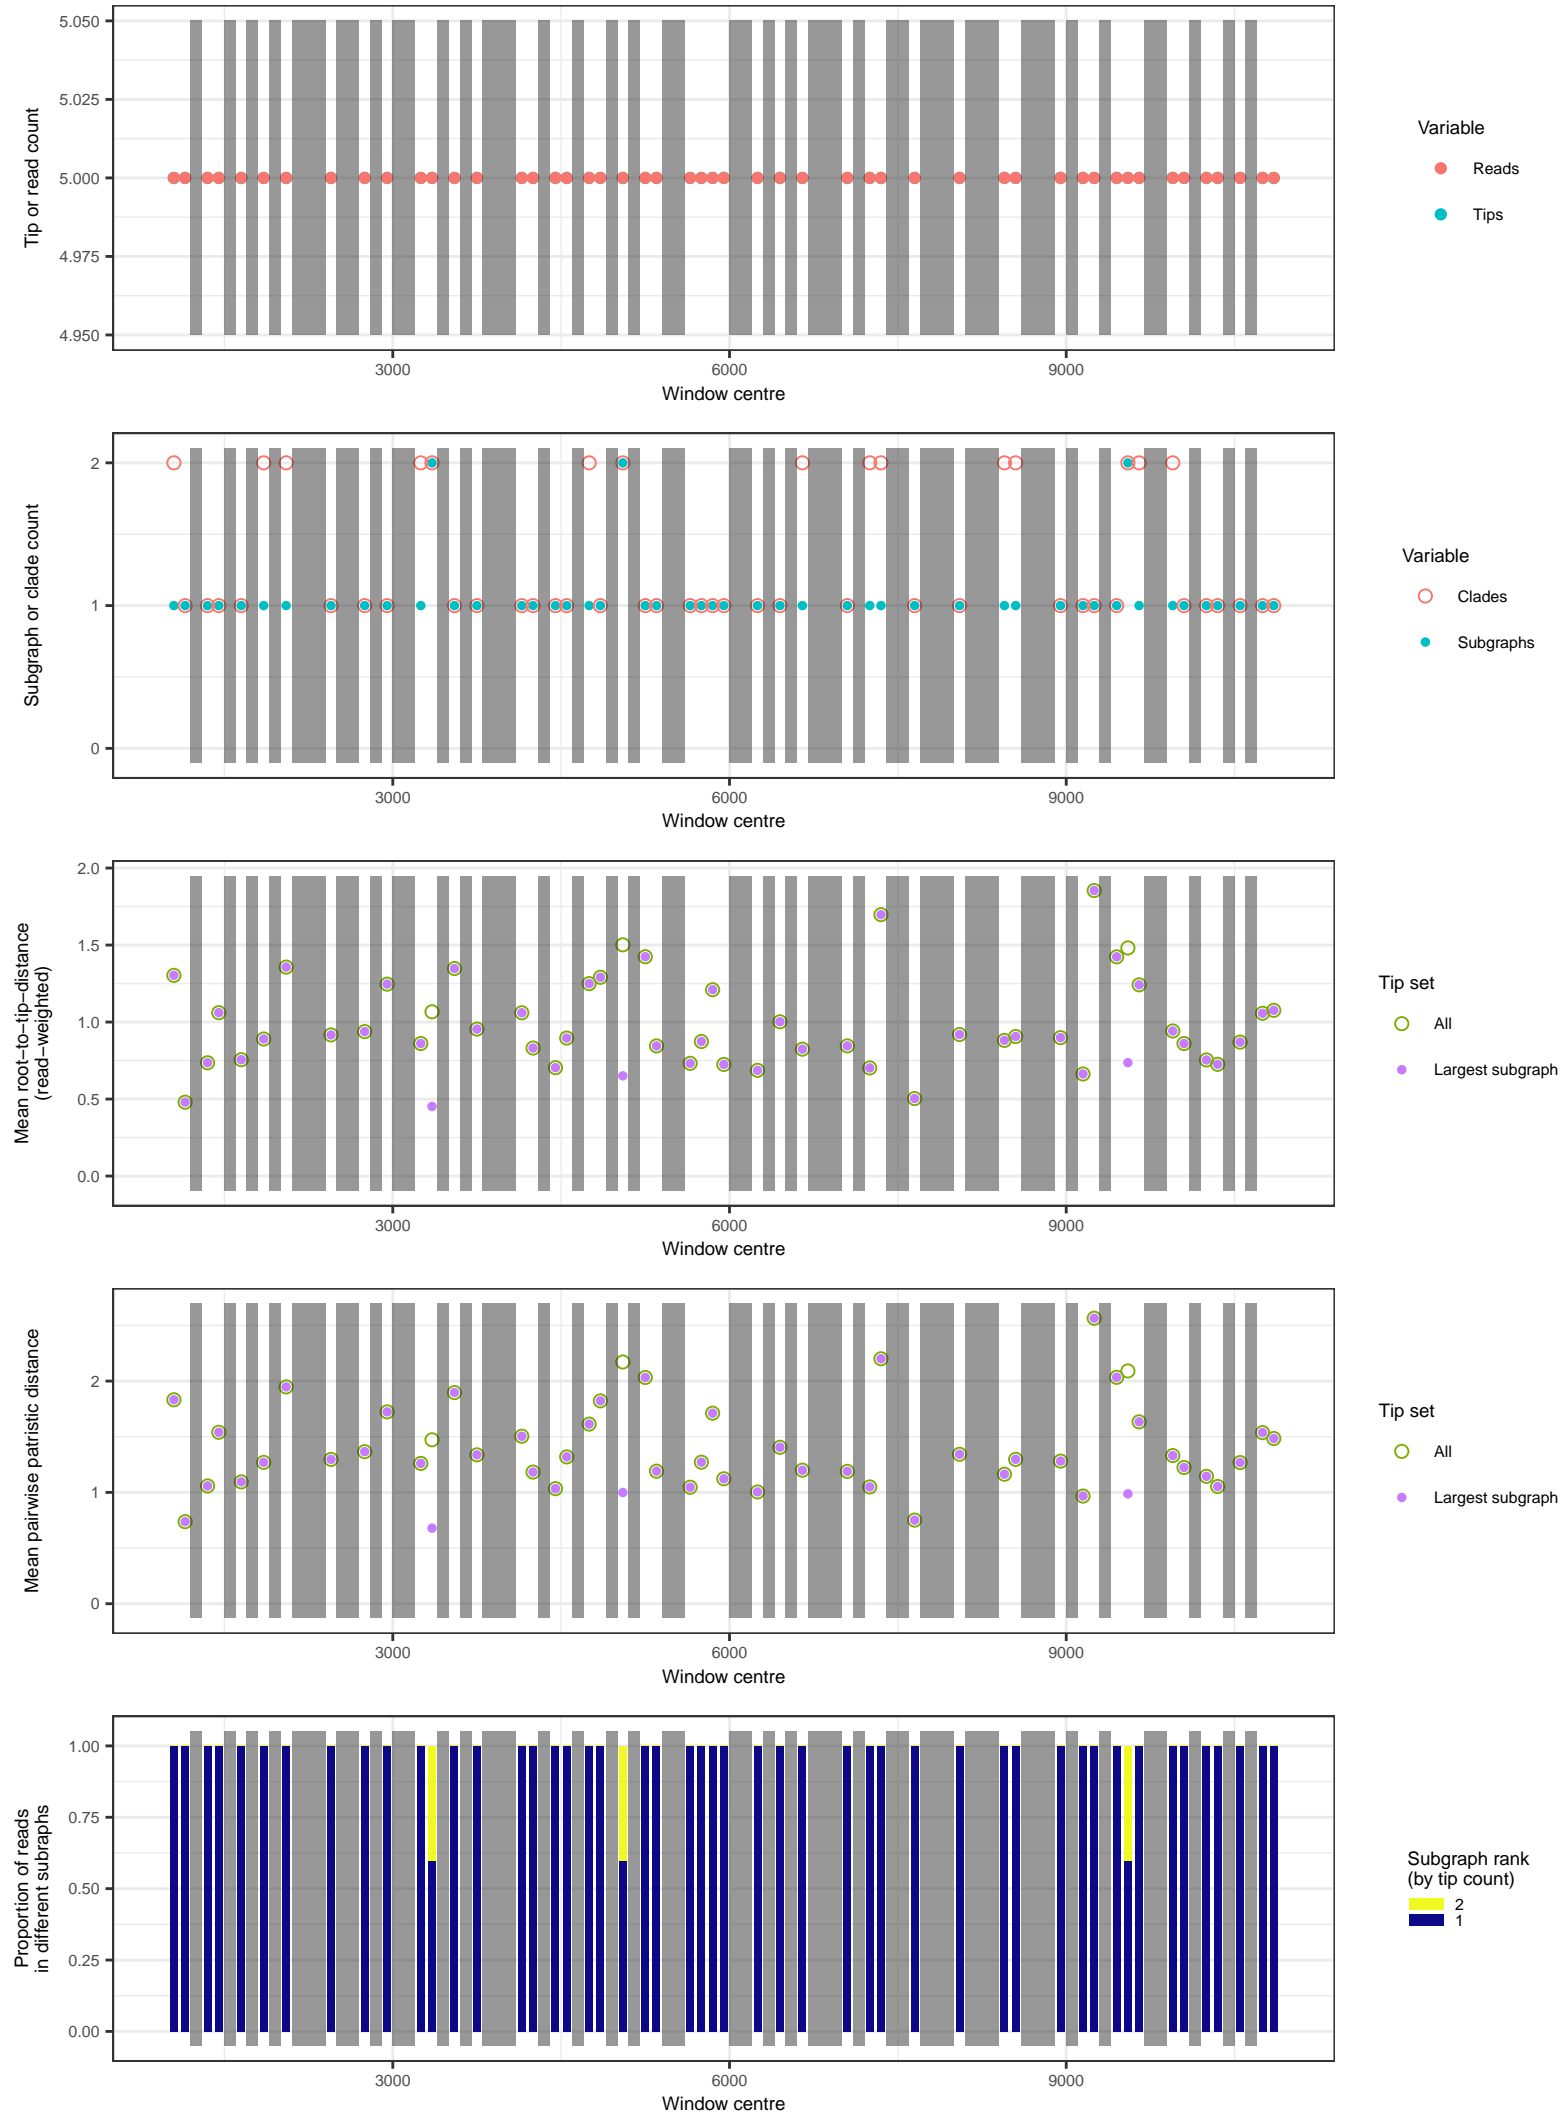 5.050
5.025
5.000
4.975
4.950
Tip or read count
3000
6000
9000
Window centre
Variable
Reads
Tips
2
1
0
Subgraph or clade count
3000
6000
9000
Window centre
Variable
Clades
Subgraphs
2.0
1.5
1.0
0.5
0.0
Mean root−to−tip−distance
(read−weighted)
3000
6000
9000
Window centre
Tip set
All
Largest subgraph
2
1
0
Mean pairwise patristic distance
3000
6000
9000
Window centre
Tip set
All
Largest subgraph
1.00
0.75
0.50
0.25
0.00
Proportion of reads
in different subraphs
3000
6000
9000
Window centre
Subgraph rank
(by tip count)
2
1